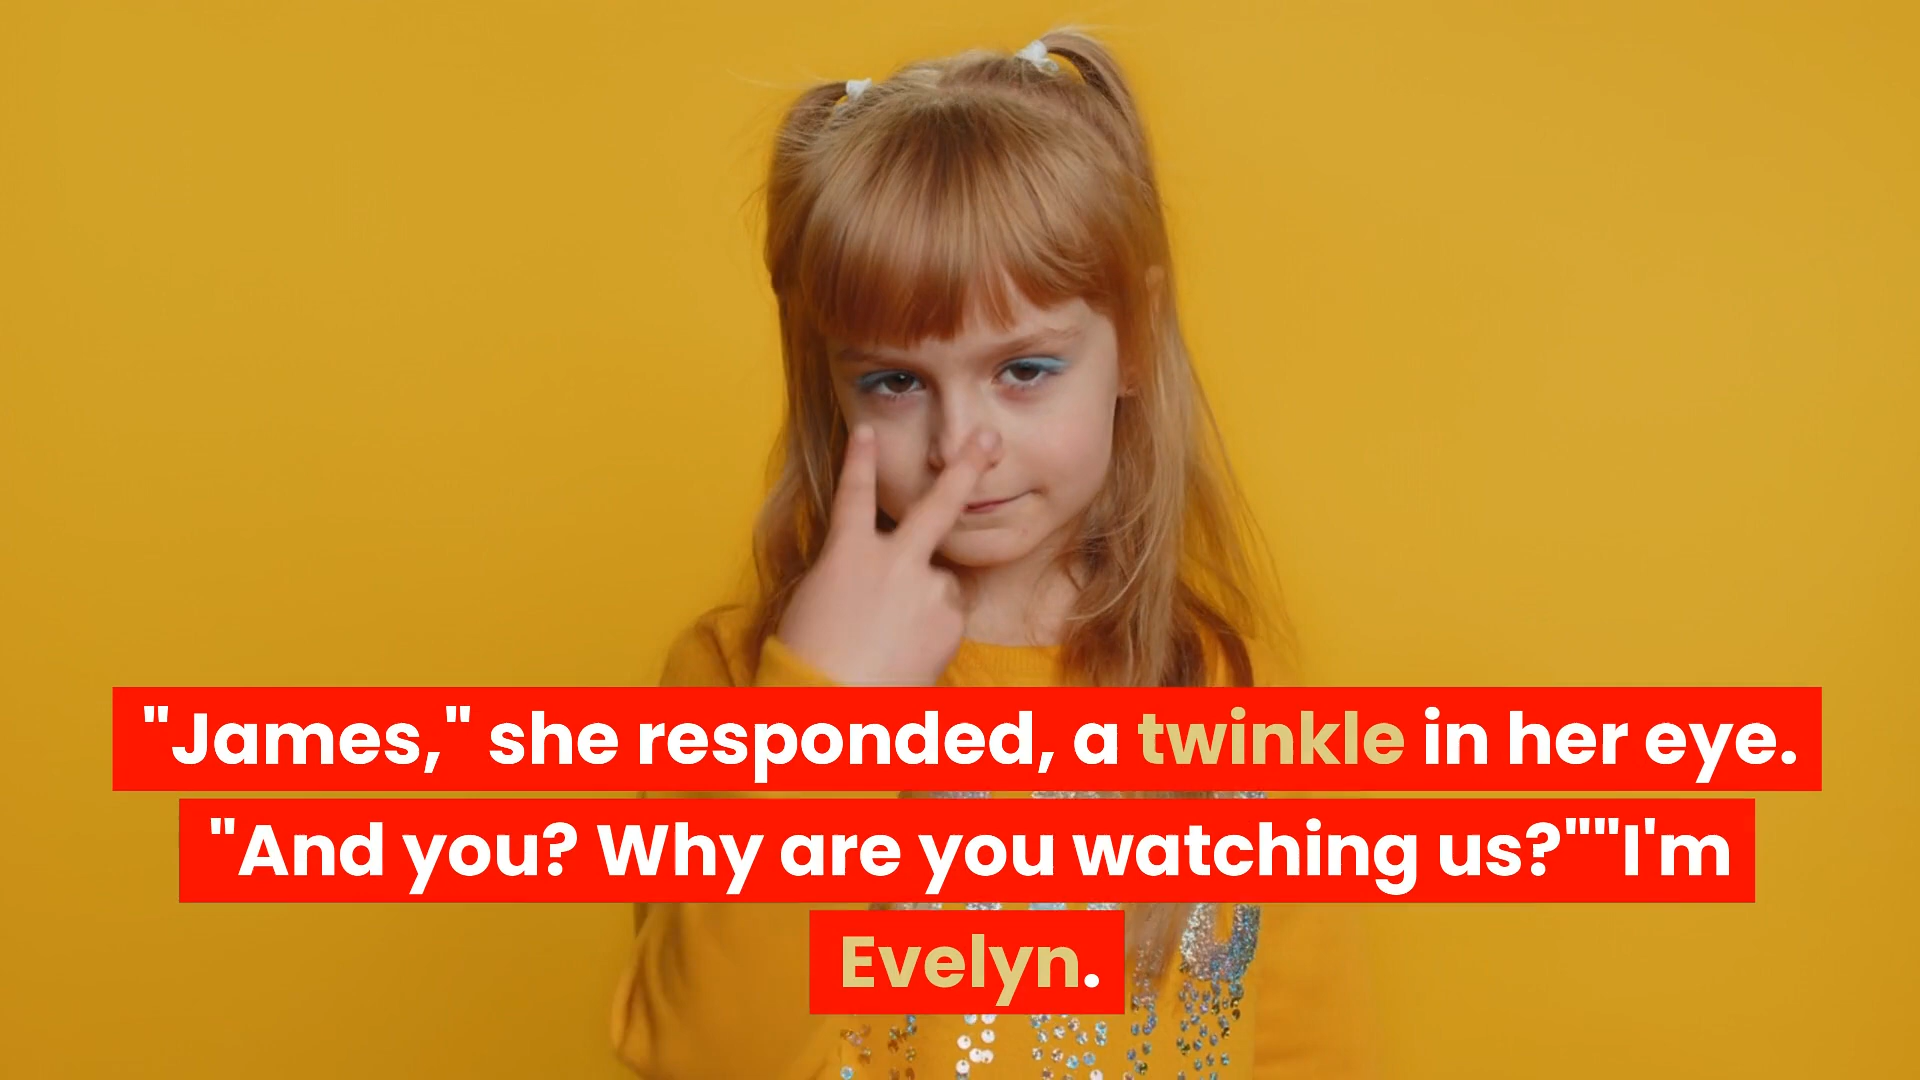 "James," she responded, a twinkle in her eye.
"And you? Why are you watching us?""I'm
Evelyn.